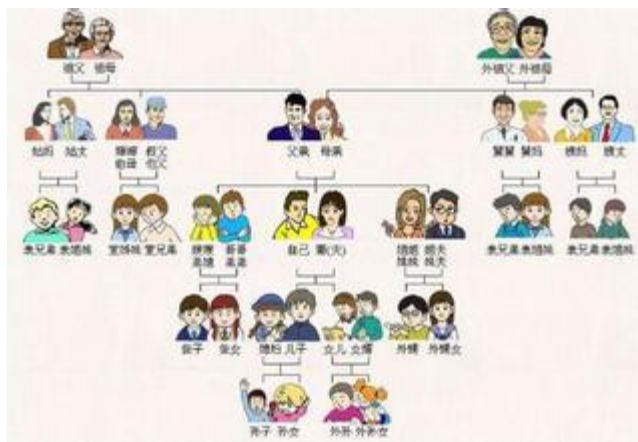 祖父 祖母 外祖父 外祖母
姑妈 姑丈 婶婶 叔父 父亲 母亲 舅舅 舅妈 姨妈 姨丈
伯母 伯父
表兄弟 表姐妹 堂姊妹 堂兄弟 嫂嫂 哥哥 自己 妻(夫) 姐姐 姐夫 表兄弟 表姐妹 表兄弟 表姐妹
弟媳 弟弟 妹妹 妹夫
侄子 侄女 媳妇 儿子 女儿 女婿 外甥 外甥女
孙子 孙女 外孙 外孙女